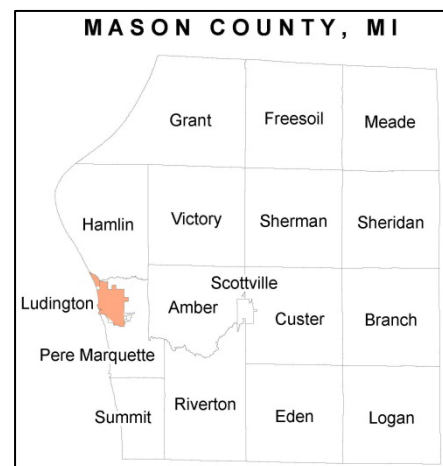 MASON COUNTY, MI
Grant
Freesoil
Meade
Hamlin
Victory
Sherman
Sheridan
Scottville
Ludington
Amber
Custer
Branch
Pere Marquette
Summit
Riverton
Eden
Logan